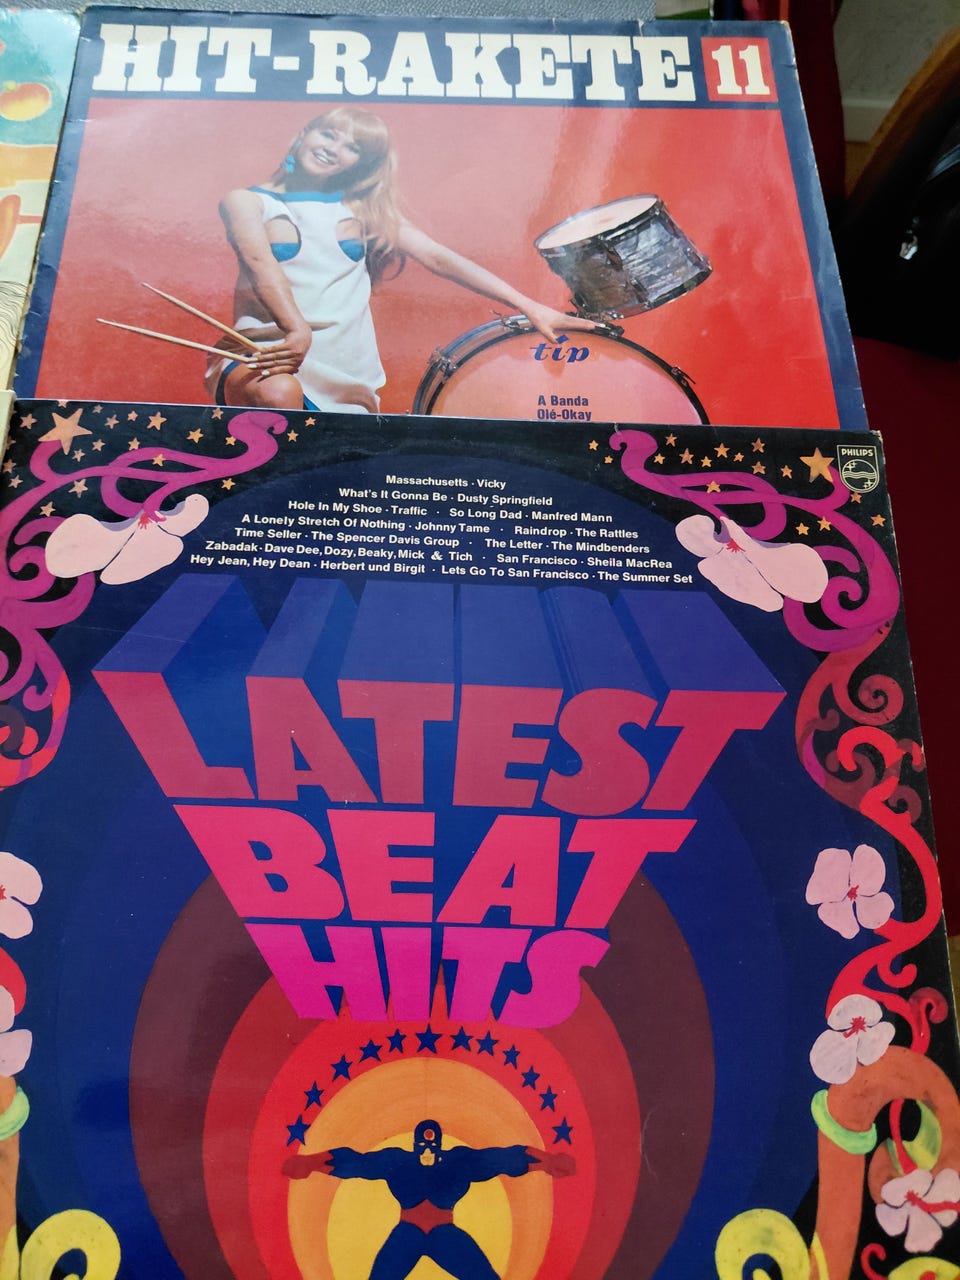 HIT-RAKETE 11
tip
A Banda
Olé-Okay
PHILIPS
Massachusetts · Vicky
What's It Gonna Be · Dusty Springfield
Hole In My Shoe · Traffic · So Long Dad · Manfred Mann
A Lonely Stretch Of Nothing · Johnny Tame · Raindrop · The Rattles
Time Seller · The Spencer Davis Group · The Letter · The Mindbenders
Zabadak · Dave Dee, Dozy, Beaky, Mick & Tich · San Francisco · Sheila MacRea
Hey Jean, Hey Dean · Herbert und Birgit · Lets Go To San Francisco · The Summer Set
LATEST
BEAT
HITS